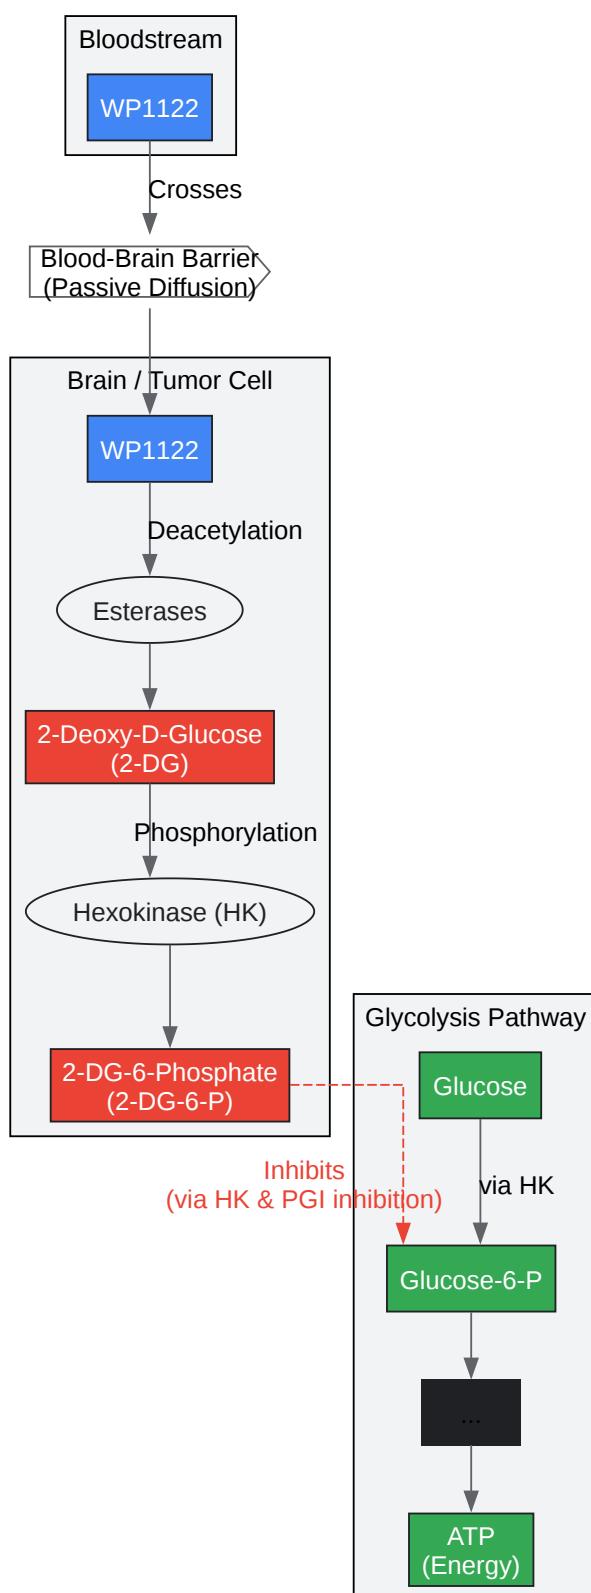 Bloodstream
WP1122
Crosses
Blood-Brain Barrier
(Passive Diffusion)
Brain / Tumor Cell
WP1122
Deacetylation
Esterases
2-Deoxy-D-Glucose
(2-DG)
Phosphorylation
Hexokinase (HK)
2-DG-6-Phosphate
(2-DG-6-P)
Inhibits
(via HK & PGI inhibition)
Glycolysis Pathway
Glucose
via HK
Glucose-6-P
...
ATP
(Energy)